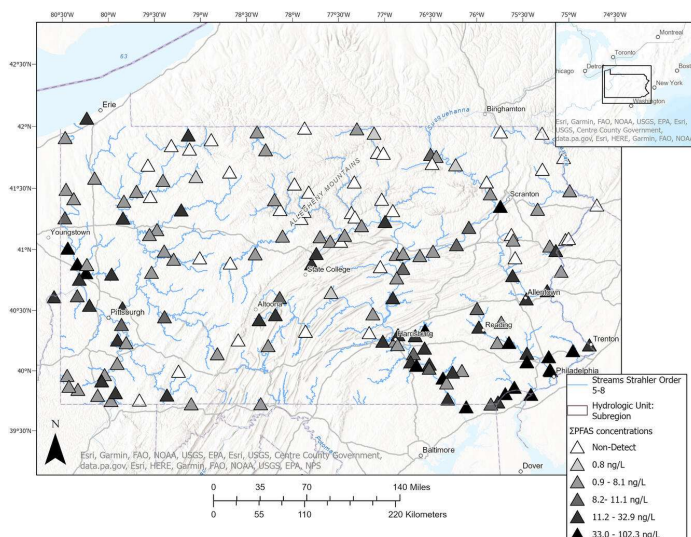 80°30'W 80°W 79°30'W 79°W 78°30'W 78°W 77°30'W 77°W 76°30'W 76°W 75°30'W 75°W 74°30'W
42°30'N
42°N
41°30'N
41°N
40°30'N
40°N
39°30'N
63
Erie
Binghamton
Susquehanna
ALLEGHENY MOUNTAINS
Scranton
Youngstown
State College
Allentown
Altoona
Pittsburgh
Harrisburg
Reading
Trenton
Philadelphia
Potomac
Baltimore
Dover
Esri, Garmin, FAO, NOAA, USGS, EPA, Esri, USGS, Centre County Government,
data.pa.gov, Esri, HERE, Garmin, FAO, NOAA, USGS, EPA, NPS
N
Montreal
Toronto
Detroit
Chicago
New York
Washington
Esri, Garmin, FAO, NOAA, USGS, EPA, Esri,
USGS, Centre County Government,
data.pa.gov, Esri, HERE, Garmin, FAO, NOAA
0 35 70 140 Miles
0 55 110 220 Kilometers
Streams Strahler Order
5-8
Hydrologic Unit:
Subregion
ΣPFAS concentrations
Non-Detect
0.8 ng/L
0.9 - 8.1 ng/L
8.2- 11.1 ng/L
11.2 - 32.9 ng/L
33.0 - 102.3 ng/L